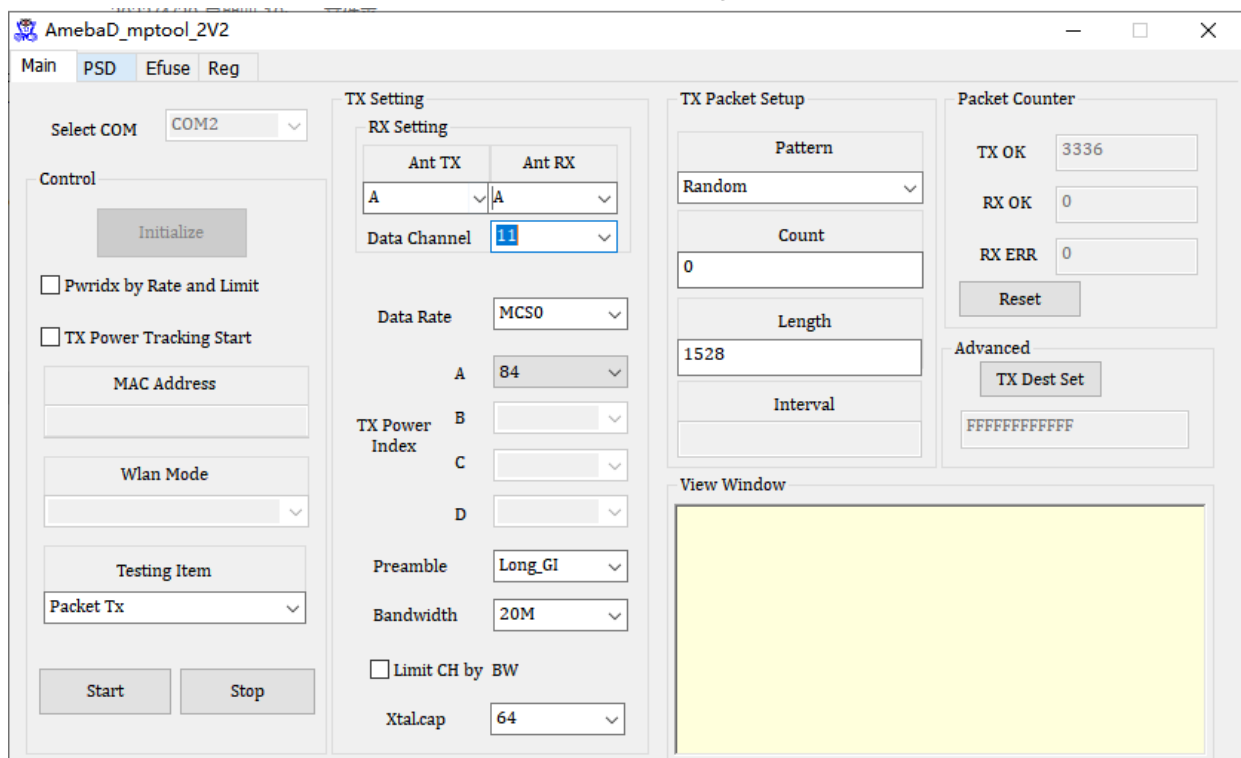 AmebaD_mptool_2V2
Main PSD Efuse Reg
Select COM COM2
Control
Initialize
Pwridx by Rate and Limit
TX Power Tracking Start
MAC Address
Wlan Mode
Testing Item
Packet Tx
Start Stop
TX Setting
RX Setting
Ant TX Ant RX
A A
Data Channel 11
Data Rate MCS0
TX Power Index
A 84
B
C
D
Preamble Long_GI
Bandwidth 20M
Limit CH by BW
Xtal.cap 64
TX Packet Setup
Pattern
Random
Count
0
Length
1528
Interval
Packet Counter
TX OK 3336
RX OK 0
RX ERR 0
Reset
Advanced
TX Dest Set
FFFFFFFFFFFF
View Window